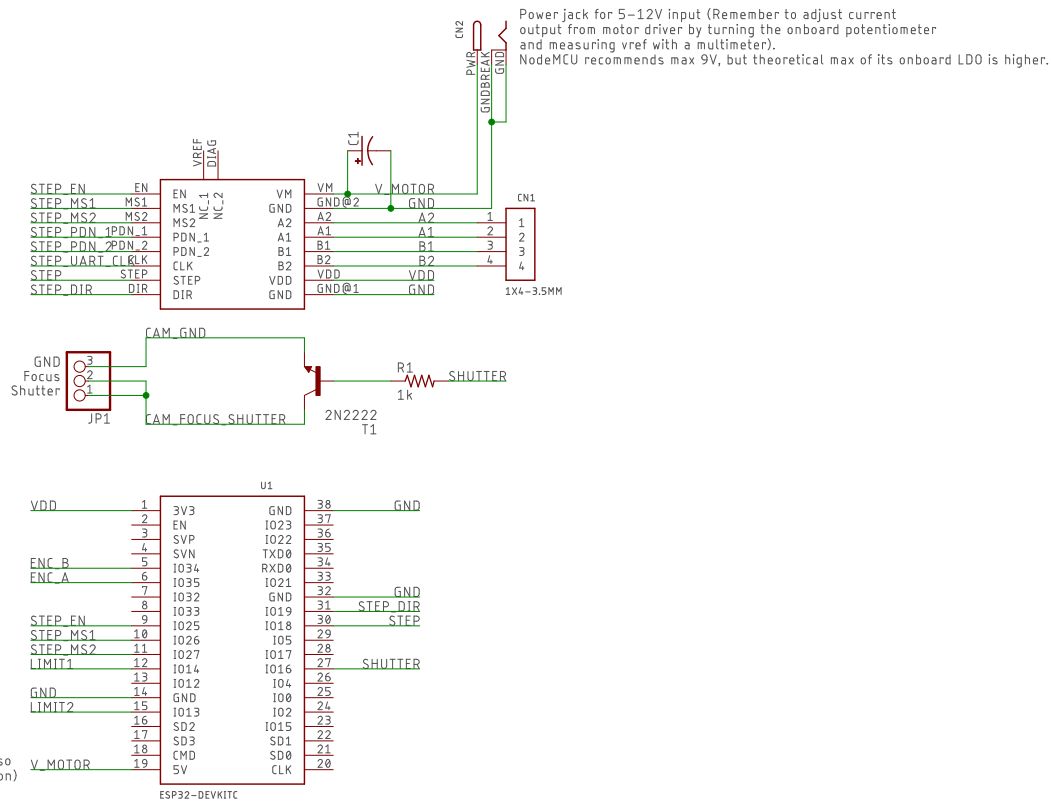 Power jack for 5-12V input (Remember to adjust current
output from motor driver by turning the onboard potentiometer
and measuring vref with a multimeter).
NodeMCU recommends max 9V, but theoretical max of its onboard LDO is higher.
CN2
PWR
GNDBREAK
GND
C1
+
VREF
DIAG
NC_1
NC_2
STEP_EN EN EN VM VM V_MOTOR
STEP_MS1 MS1 MS1 GND GND@2 GND
STEP_MS2 MS2 MS2 A2 A2 A2 1 1
STEP_PDN_1 PDN_1 PDN_1 A1 A1 A1 2 2
STEP_PDN_2 PDN_2 PDN_2 B1 B1 B1 3 3
STEP_UART_CLK CLK CLK B2 B2 B2 4 4
STEP STEP STEP VDD VDD VDD
STEP_DIR DIR DIR GND GND@1 GND
CN1
1X4-3.5MM
CAM_GND
GND 3
Focus 2
Shutter 1
JP1
CAM_FOCUS_SHUTTER
R1
1k
SHUTTER
2N2222
T1
U1
VDD 1 3V3 GND 38 GND
2 EN IO23 37
3 SVP IO22 36
4 SVN TXD0 35
ENC_B 5 IO34 RXD0 34
ENC_A 6 IO35 IO21 33
7 IO32 GND 32 GND
8 IO33 IO19 31 STEP_DIR
STEP_EN 9 IO25 IO18 30 STEP
STEP_MS1 10 IO26 IO5 29
STEP_MS2 11 IO27 IO17 28
LIMIT1 12 IO14 IO16 27 SHUTTER
13 IO12 IO4 26
GND 14 GND IO0 25
LIMIT2 15 IO13 IO2 24
16 SD2 IO15 23
17 SD3 SD1 22
18 CMD SD0 21
V_MOTOR 19 5V CLK 20
so
on)
ESP32-DEVKITC